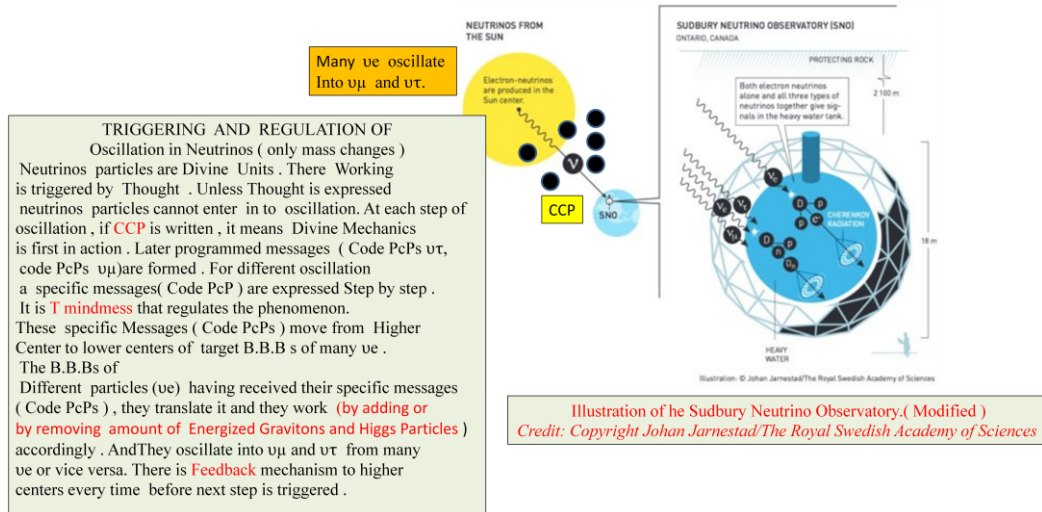 Many υe oscillate
Into υμ and υτ.
TRIGGERING AND REGULATION OF
Oscillation in Neutrinos ( only mass changes )
Neutrinos particles are Divine Units . There Working
is triggered by Thought . Unless Thought is expressed
neutrinos particles cannot enter in to oscillation. At each step of
oscillation , if CCP is written , it means Divine Mechanics
is first in action . Later programmed messages ( Code PcPs υτ,
code PcPs υμ)are formed . For different oscillation
a specific messages( Code PcP ) are expressed Step by step .
It is T mindmess that regulates the phenomenon.
These specific Messages ( Code PcPs ) move from Higher
Center to lower centers of target B.B.B s of many υe .
The B.B.Bs of
Different particles (υe) having received their specific messages
( Code PcPs ) , they translate it and they work (by adding or
by removing amount of Energized Gravitons and Higgs Particles )
accordingly . AndThey oscillate into υμ and υτ from many
υe or vice versa. There is Feedback mechanism to higher
centers every time before next step is triggered .
NEUTRINOS FROM
THE SUN
Electron-neutrinos
are produced in the
Sun center.
ν
CCP
SNO
SUDBURY NEUTRINO OBSERVATORY (SNO)
ONTARIO, CANADA
PROTECTING ROCK
2 100 m
Both electron neutrinos
alone and all three types of
neutrinos together give sig-
nals in the heavy water tank.
νe
νe
ντ
νμ
D
p
p
e⁻
CHERENKOV
RADIATION
D
p
n
Dn
18 m
HEAVY
WATER
Illustration: © Johan Jarnestad/The Royal Swedish Academy of Sciences
Illustration of he Sudbury Neutrino Observatory.( Modified )
Credit: Copyright Johan Jarnestad/The Royal Swedish Academy of Sciences